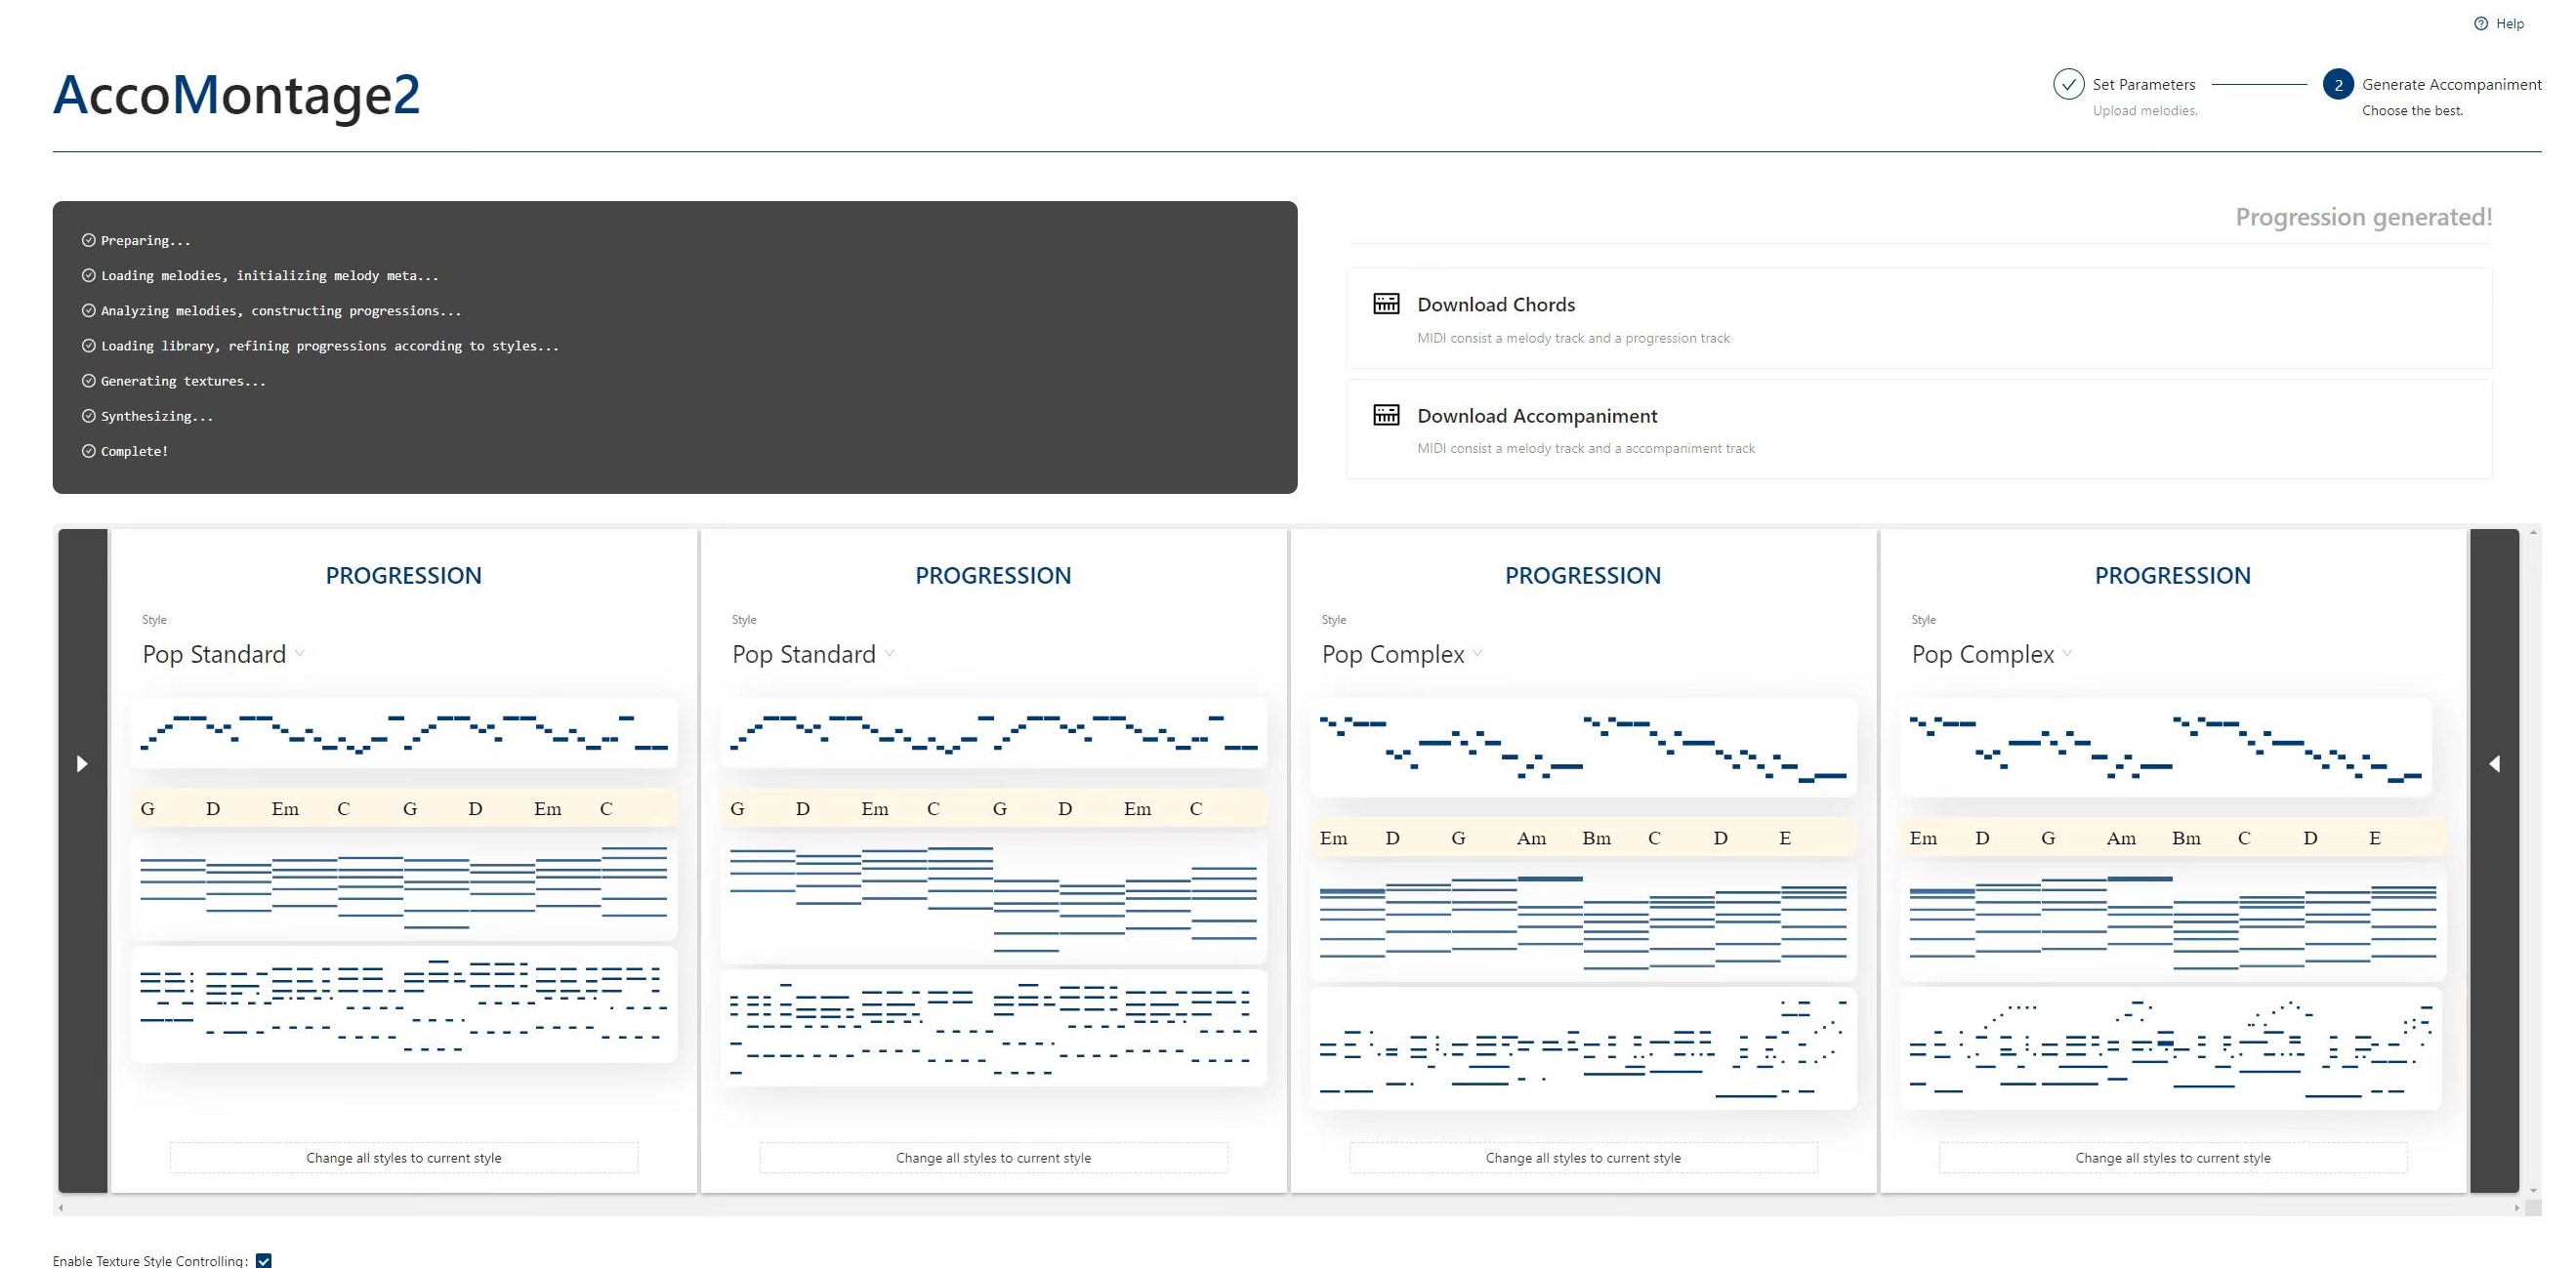 Help
AccoMontage2
Set Parameters
Upload melodies.
2
Generate Accompaniment
Choose the best.
Preparing...
Loading melodies, initializing melody meta...
Analyzing melodies, constructing progressions...
Loading library, refining progressions according to styles...
Generating textures...
Synthesizing...
Complete!
Progression generated!
Download Chords
MIDI consist a melody track and a progression track
Download Accompaniment
MIDI consist a melody track and a accompaniment track
PROGRESSION
Style
Pop Standard
G D Em C G D Em C
Change all styles to current style
PROGRESSION
Style
Pop Standard
G D Em C G D Em C
Change all styles to current style
PROGRESSION
Style
Pop Complex
Em D G Am Bm C D E
Change all styles to current style
PROGRESSION
Style
Pop Complex
Em D G Am Bm C D E
Change all styles to current style
Enable Texture Style Controlling: